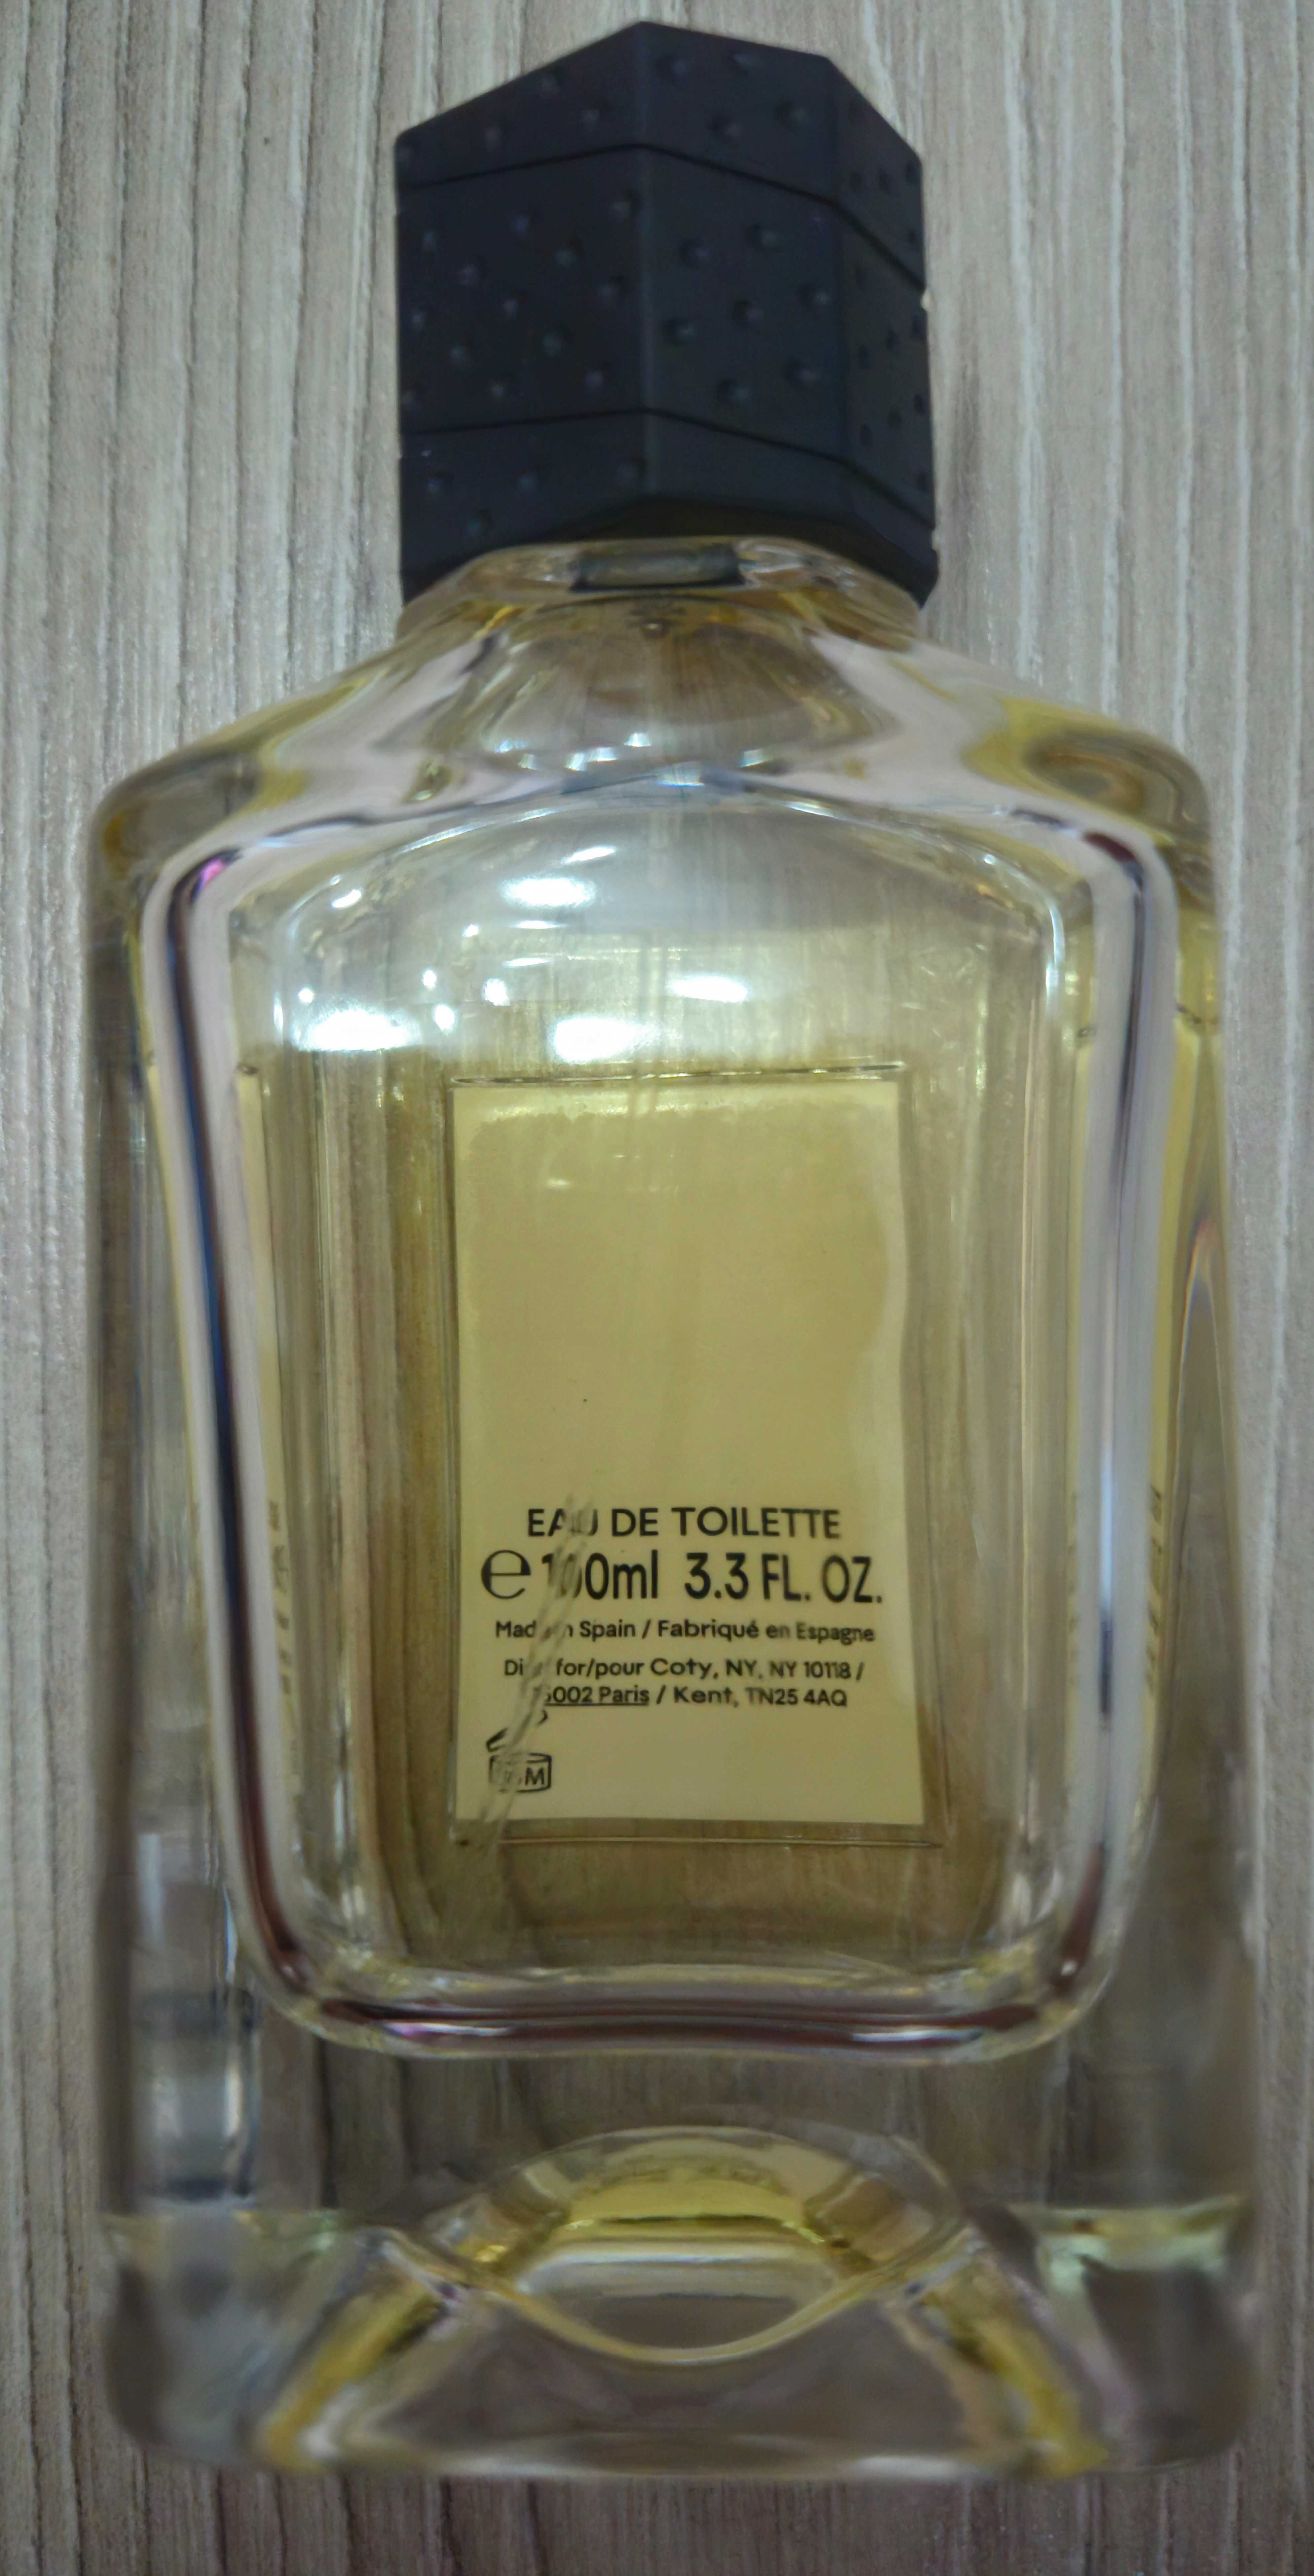 EAU DE TOILETTE
℮ 100ml 3.3 FL. OZ.
Made in Spain / Fabriqué en Espagne
for/pour Coty, NY, NY 10118 /
75002 Paris / Kent, TN25 4AQ